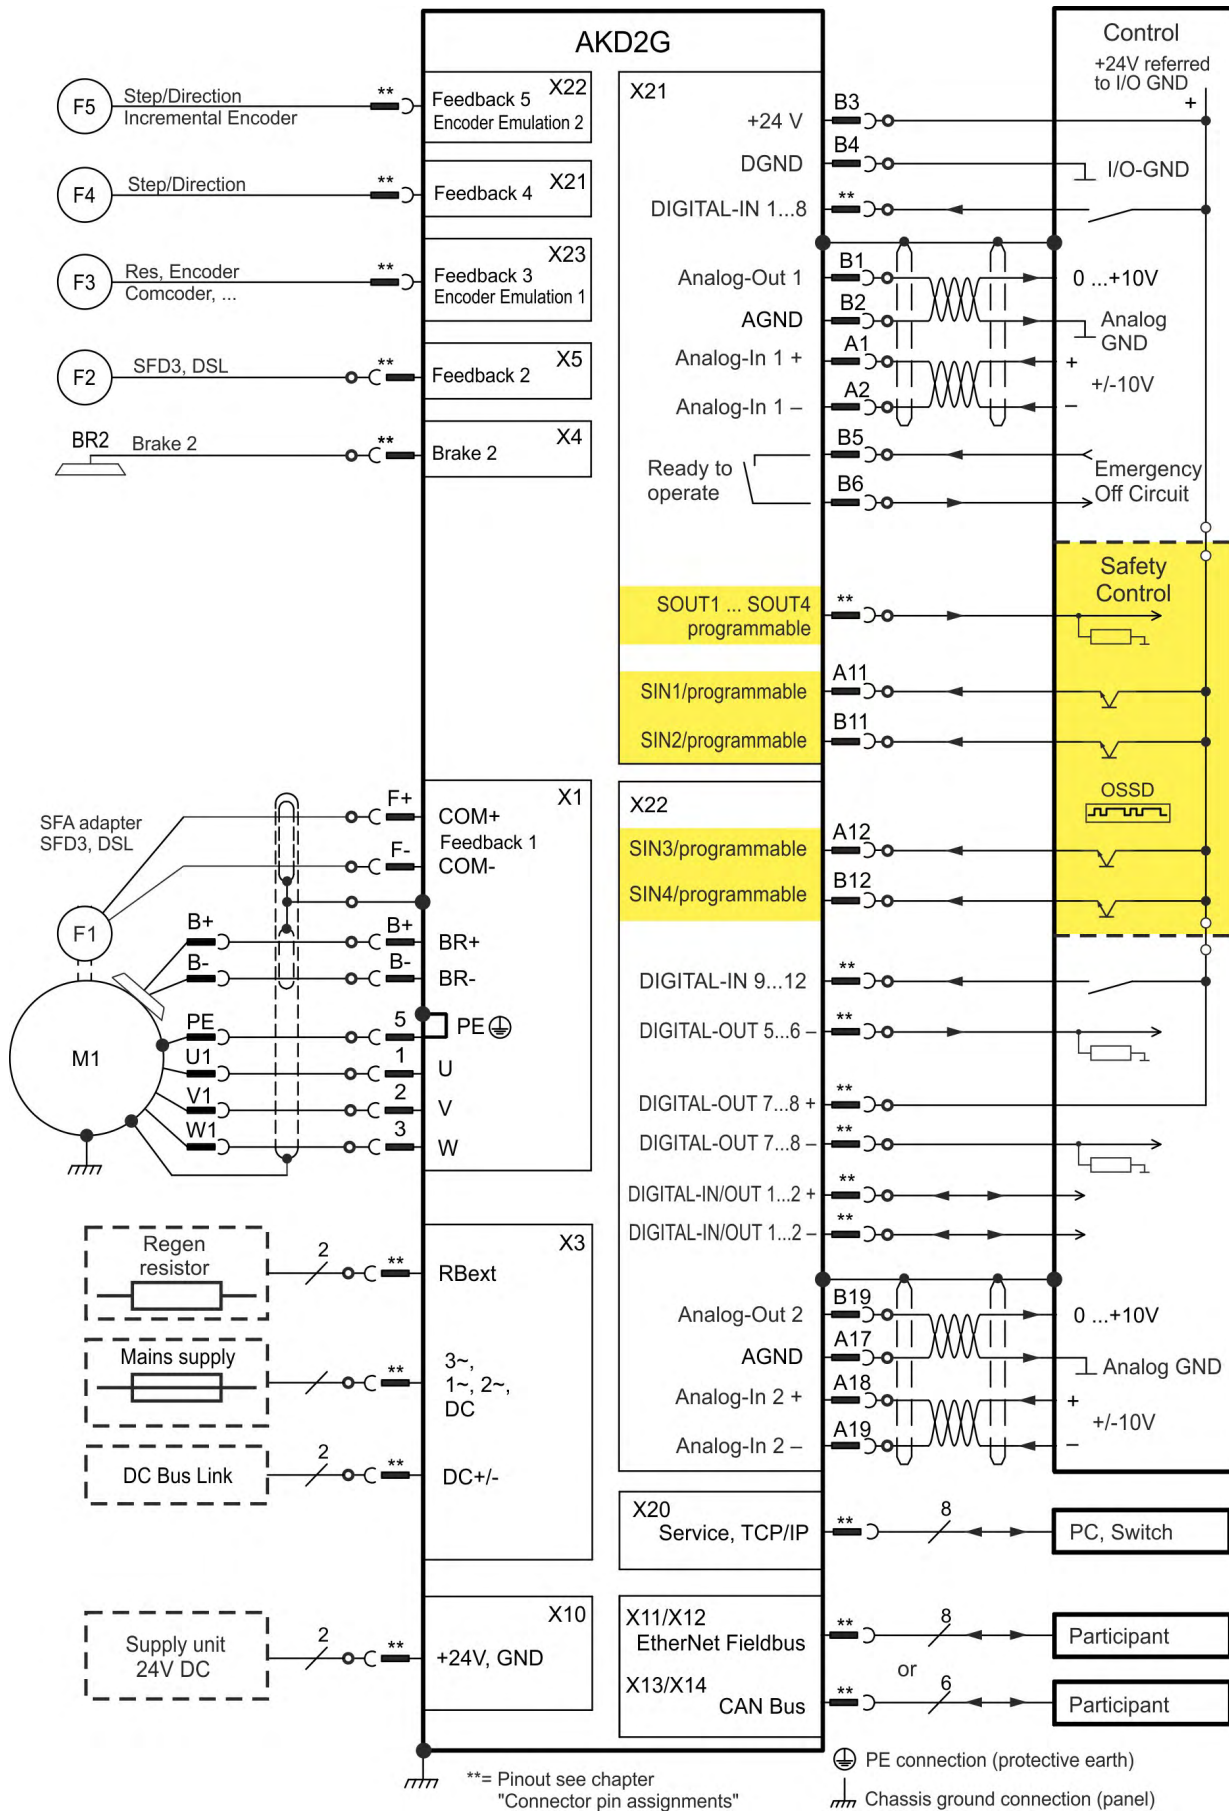 AKD2G
Control
+24V referred
to I/O GND
+
F5
Step/Direction
Incremental Encoder
**
X22
Feedback 5
Encoder Emulation 2
F4
Step/Direction
**
X21
Feedback 4
F3
Res, Encoder
Comcoder, ...
**
X23
Feedback 3
Encoder Emulation 1
F2
SFD3, DSL
**
X5
Feedback 2
BR2
Brake 2
**
X4
Brake 2
X21
+24 V
B3
DGND
B4
I/O-GND
DIGITAL-IN 1...8
**
Analog-Out 1
B1
0 ...+10V
AGND
B2
Analog
GND
Analog-In 1 +
A1
+
+/-10V
Analog-In 1 –
A2
–
Ready to
operate
B5
B6
Emergency
Off Circuit
Safety
Control
SOUT1 ... SOUT4
programmable
**
SIN1/programmable
A11
SIN2/programmable
B11
OSSD
X22
SIN3/programmable
A12
SIN4/programmable
B12
DIGITAL-IN 9...12
**
DIGITAL-OUT 5...6 –
**
DIGITAL-OUT 7...8 +
**
DIGITAL-OUT 7...8 –
**
DIGITAL-IN/OUT 1...2 +
**
DIGITAL-IN/OUT 1...2 –
**
Analog-Out 2
B19
0 ...+10V
AGND
A17
Analog GND
Analog-In 2 +
A18
+
+/-10V
Analog-In 2 –
A19
–
SFA adapter
SFD3, DSL
F1
M1
X1
F+
COM+
Feedback 1
F-
COM-
B+
B+
BR+
B-
B-
BR-
PE
5
PE
U1
1
U
V1
2
V
W1
3
W
X3
Regen
resistor
2
**
RBext
Mains supply
**
3~,
1~, 2~,
DC
DC Bus Link
2
**
DC+/-
X10
Supply unit
24V DC
2
**
+24V, GND
X20
Service, TCP/IP
**
8
PC, Switch
X11/X12
EtherNet Fieldbus
**
8
Participant
or
X13/X14
CAN Bus
**
6
Participant
**= Pinout see chapter
"Connector pin assignments"
PE connection (protective earth)
Chassis ground connection (panel)